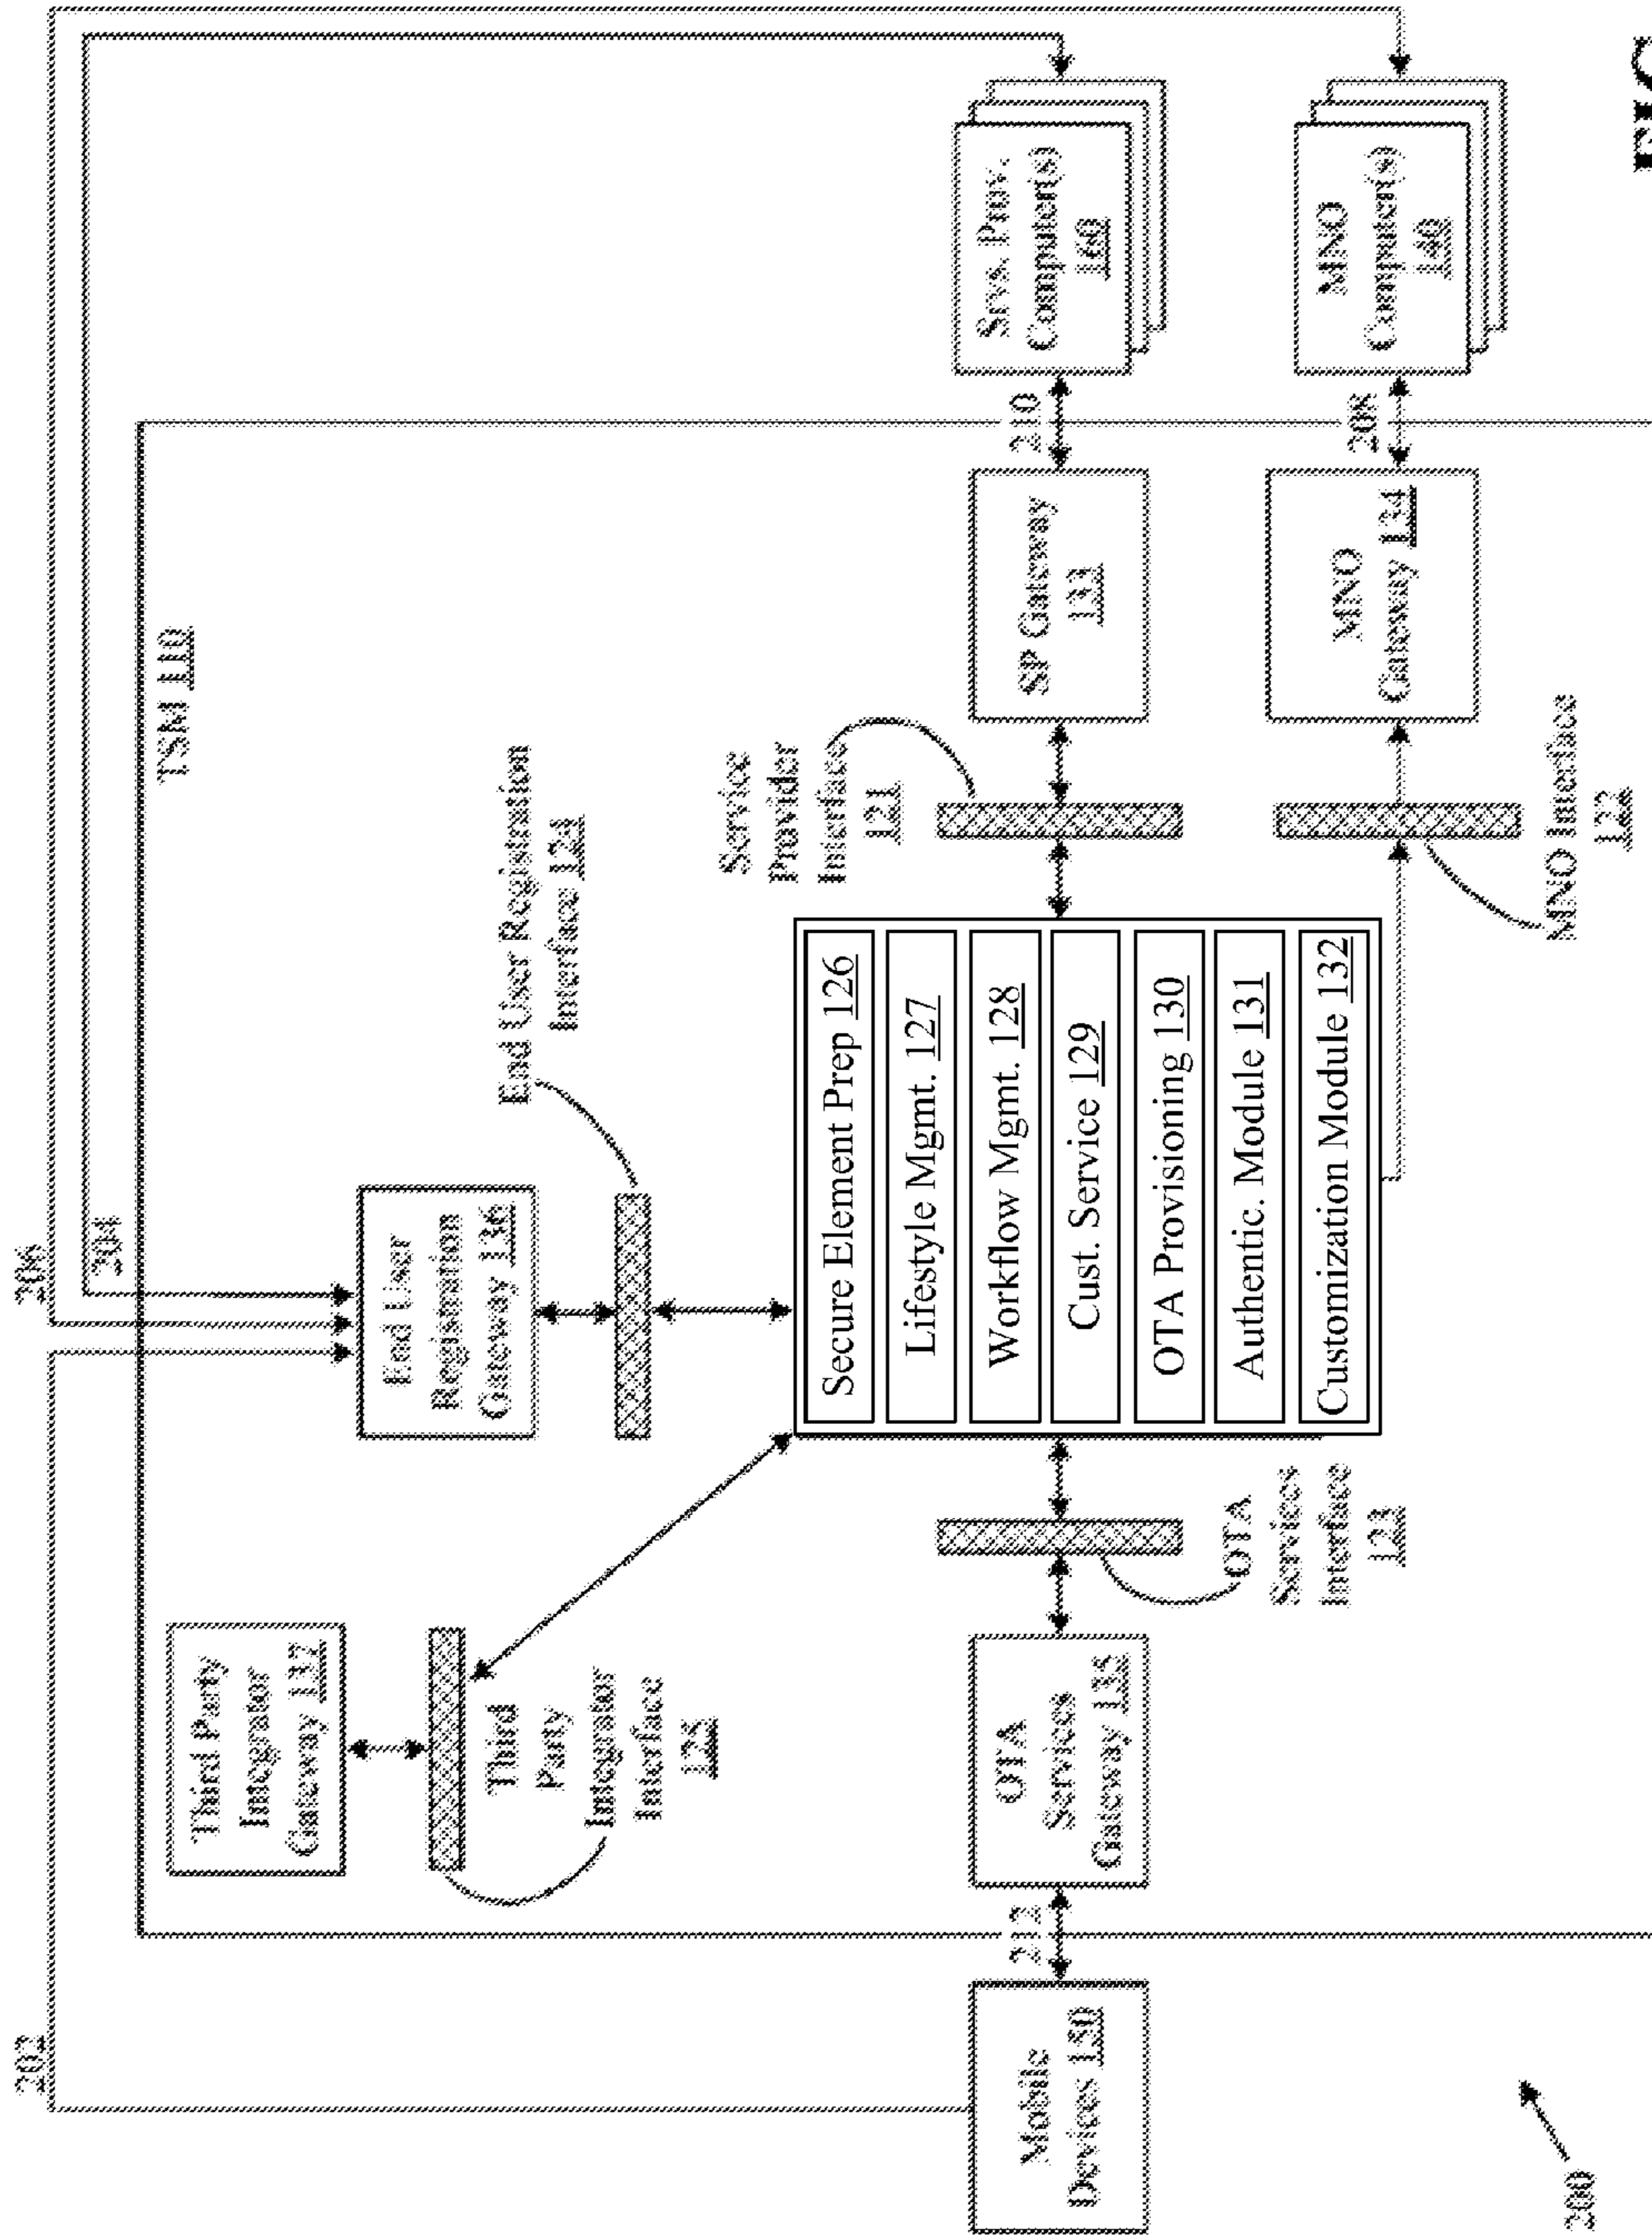 206
204
202
TSM 110
Third Party
Integrator
Gateway 137
End User
Registration
Gateway 136
End User Registration
Interface 124
Third
Party
Integrator
Interface
125
Service
Provider
Interface
121
Secure Element Prep 126
Lifestyle Mgmt. 127
Workflow Mgmt. 128
Cust. Service 129
OTA Provisioning 130
Authentic. Module 131
Customization Module 132
Mobile
Devices 150
212
OTA
Services
Gateway 135
OTA
Services
Interface
123
SP Gateway
133
210
Srvs. Prov.
Computer(s)
160
MNO
Gateway 134
208
MNO
Computer(s)
140
MNO Interface
122
200